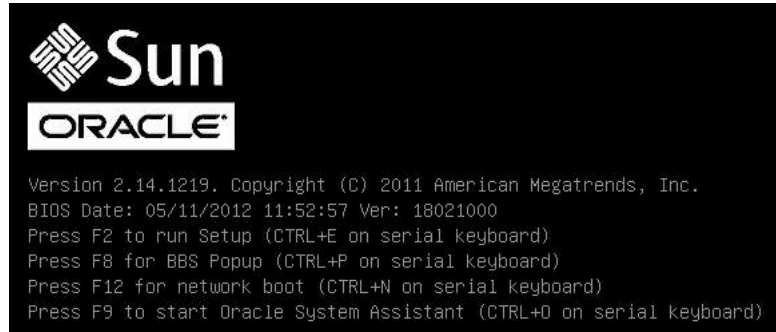 Sun
ORACLE
Version 2.14.1219. Copyright (C) 2011 American Megatrends, Inc.
BIOS Date: 05/11/2012 11:52:57 Ver: 18021000
Press F2 to run Setup (CTRL+E on serial keyboard)
Press F8 for BBS Popup (CTRL+P on serial keyboard)
Press F12 for network boot (CTRL+N on serial keyboard)
Press F9 to start Oracle System Assistant (CTRL+O on serial keyboard)